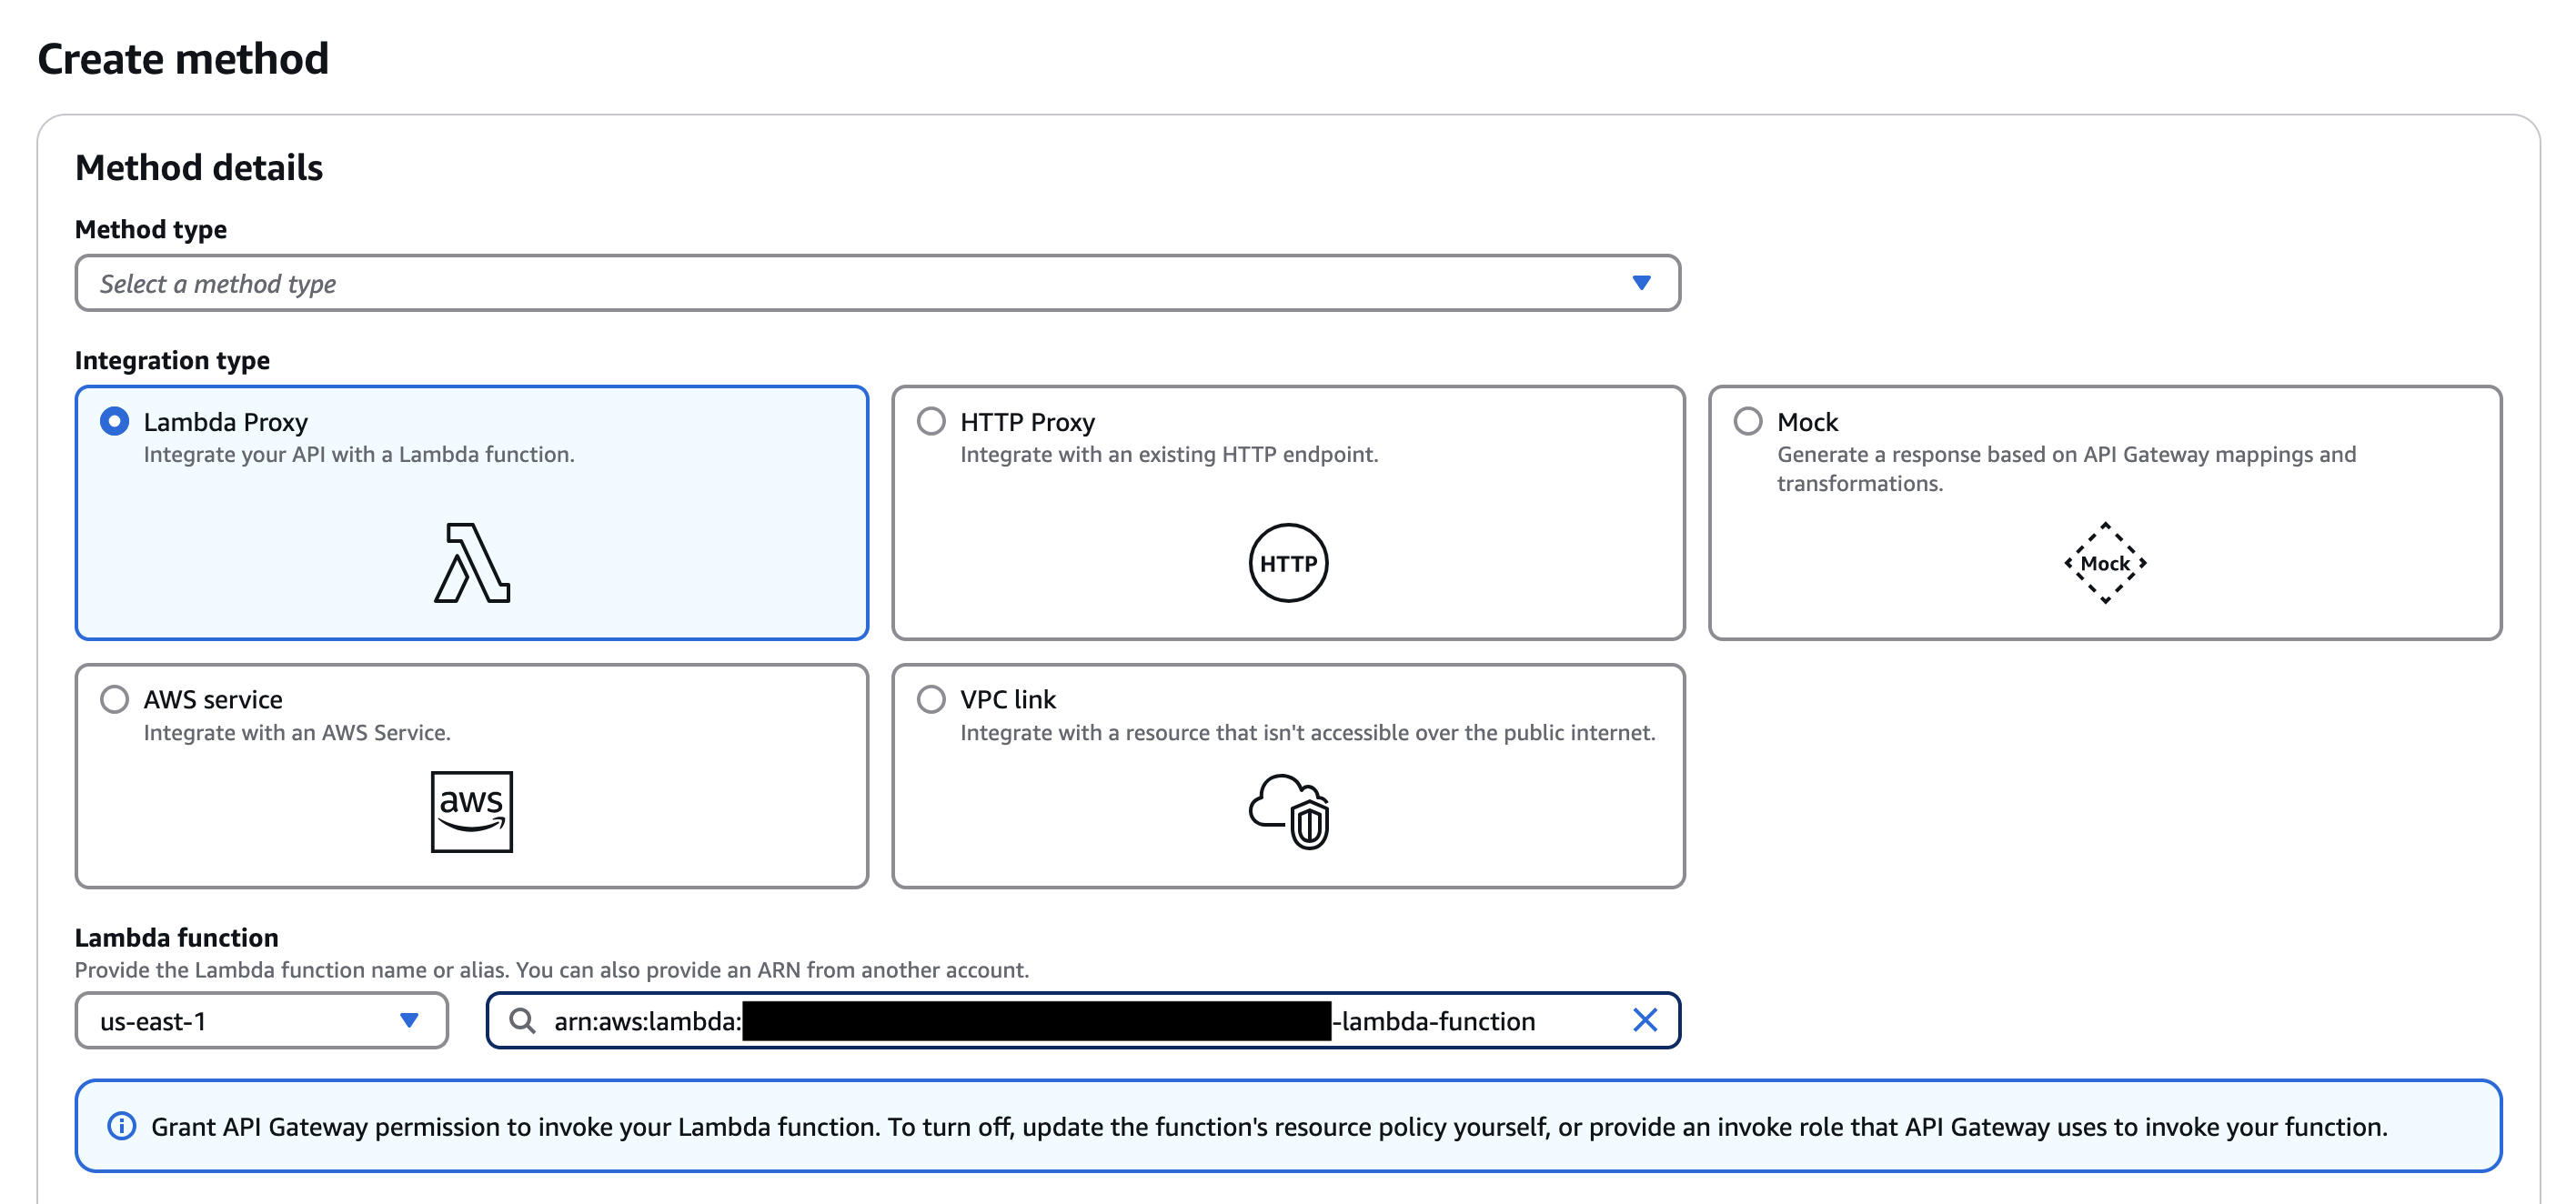 Create method
Method details
Method type
Select a method type
Integration type
Lambda Proxy
Integrate your API with a Lambda function.
HTTP Proxy
Integrate with an existing HTTP endpoint.
HTTP
Mock
Generate a response based on API Gateway mappings and
transformations.
Mock
AWS service
Integrate with an AWS Service.
aws
VPC link
Integrate with a resource that isn't accessible over the public internet.
Lambda function
Provide the Lambda function name or alias. You can also provide an ARN from another account.
us-east-1
arn:aws:lambda: -lambda-function
Grant API Gateway permission to invoke your Lambda function. To turn off, update the function's resource policy yourself, or provide an invoke role that API Gateway uses to invoke your function.